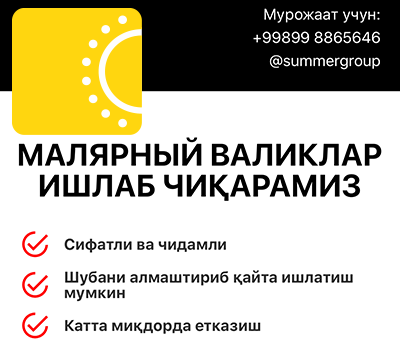 Мурожаат учун:
+99899 8865646
@summergroup
МАЛЯРНЫЙ ВАЛИКЛАР
ИШЛАБ ЧИҚАРАМИЗ
Сифатли ва чидамли
Шубани алмаштириб қайта ишлатиш
мумкин
Катта миқдорда етказиш